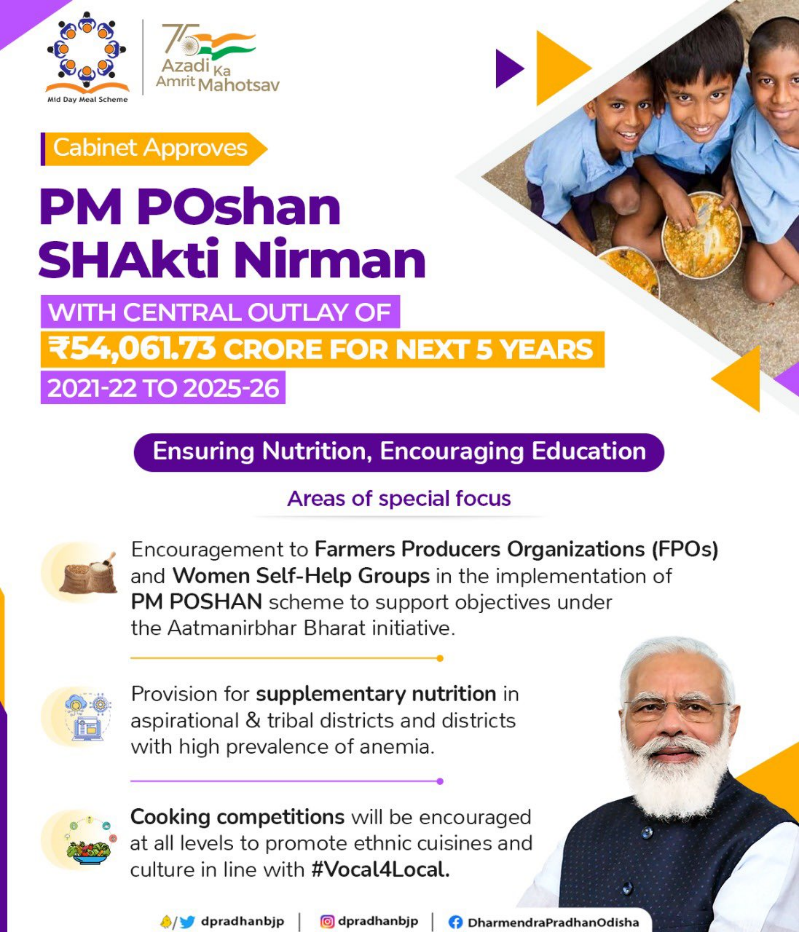 Mid Day Meal Scheme
75
Azadi Ka
Amrit Mahotsav
Cabinet Approves
PM POshan
SHAkti Nirman
WITH CENTRAL OUTLAY OF
₹54,061.73 CRORE FOR NEXT 5 YEARS
2021-22 TO 2025-26
Ensuring Nutrition, Encouraging Education
Areas of special focus
Encouragement to Farmers Producers Organizations (FPOs)
and Women Self-Help Groups in the implementation of
PM POSHAN scheme to support objectives under
the Aatmanirbhar Bharat initiative.
Provision for supplementary nutrition in
aspirational & tribal districts and districts
with high prevalence of anemia.
Cooking competitions will be encouraged
at all levels to promote ethnic cuisines and
culture in line with #Vocal4Local.
/ dpradhanbjp | dpradhanbjp | DharmendraPradhanOdisha